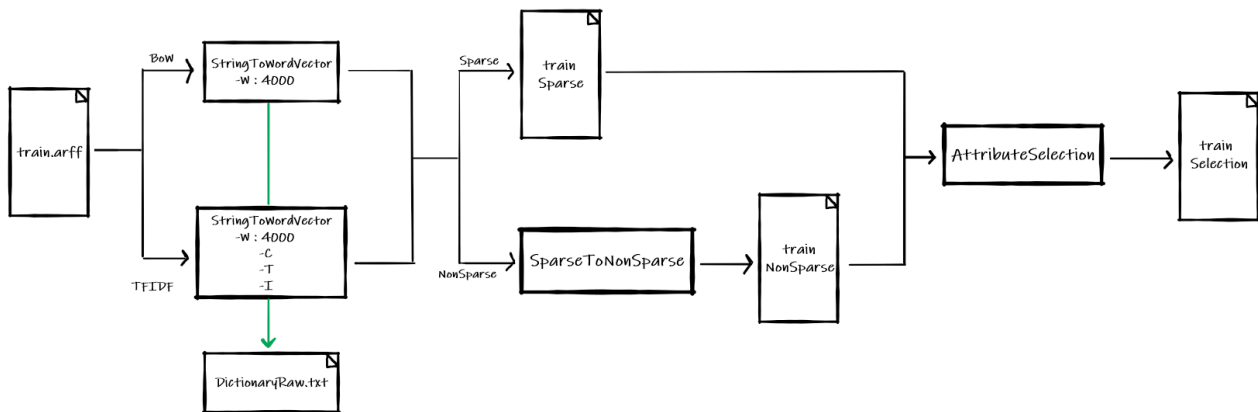 train.arff
BoW
StringToWordVector
-W : 4000
TFIDF
StringToWordVector
-W : 4000
-C
-T
-I
DictionaryRaw.txt
Sparse
train
Sparse
NonSparse
SparseToNonSparse
train
NonSparse
AttributeSelection
train
Selection